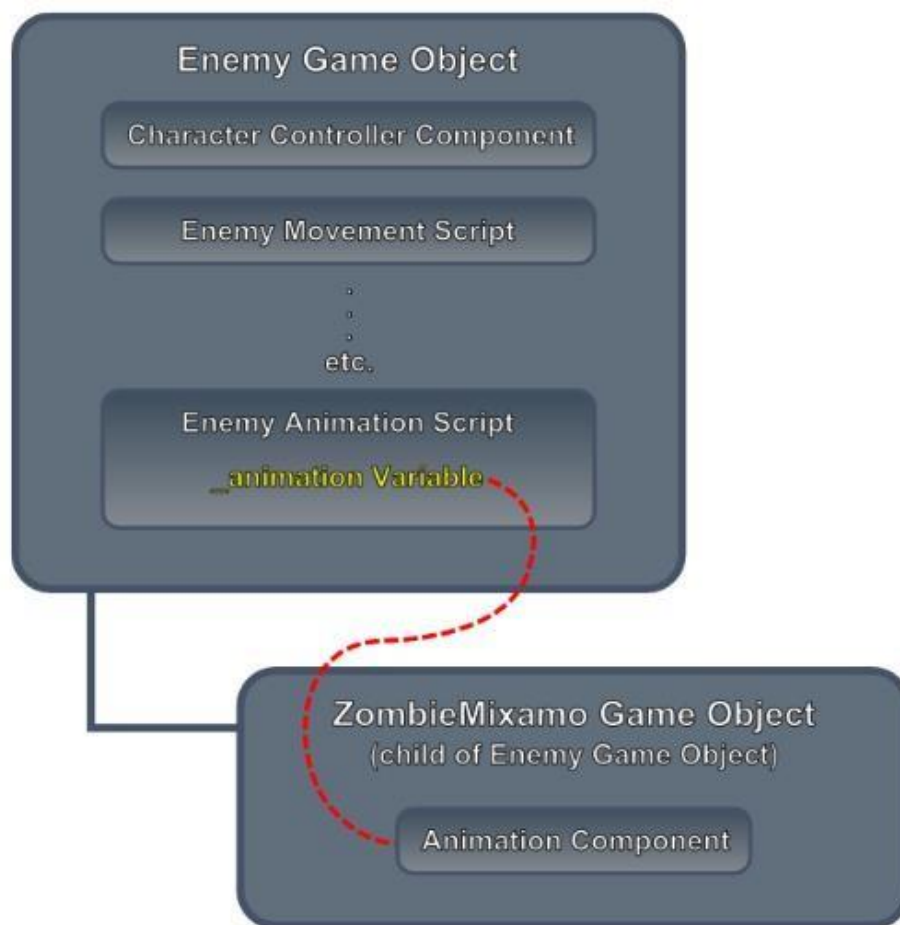 Enemy Game Object
Character Controller Component
Enemy Movement Script
.
.
.
etc.
Enemy Animation Script
_animation Variable
ZombieMixamo Game Object
(child of Enemy Game Object)
Animation Component